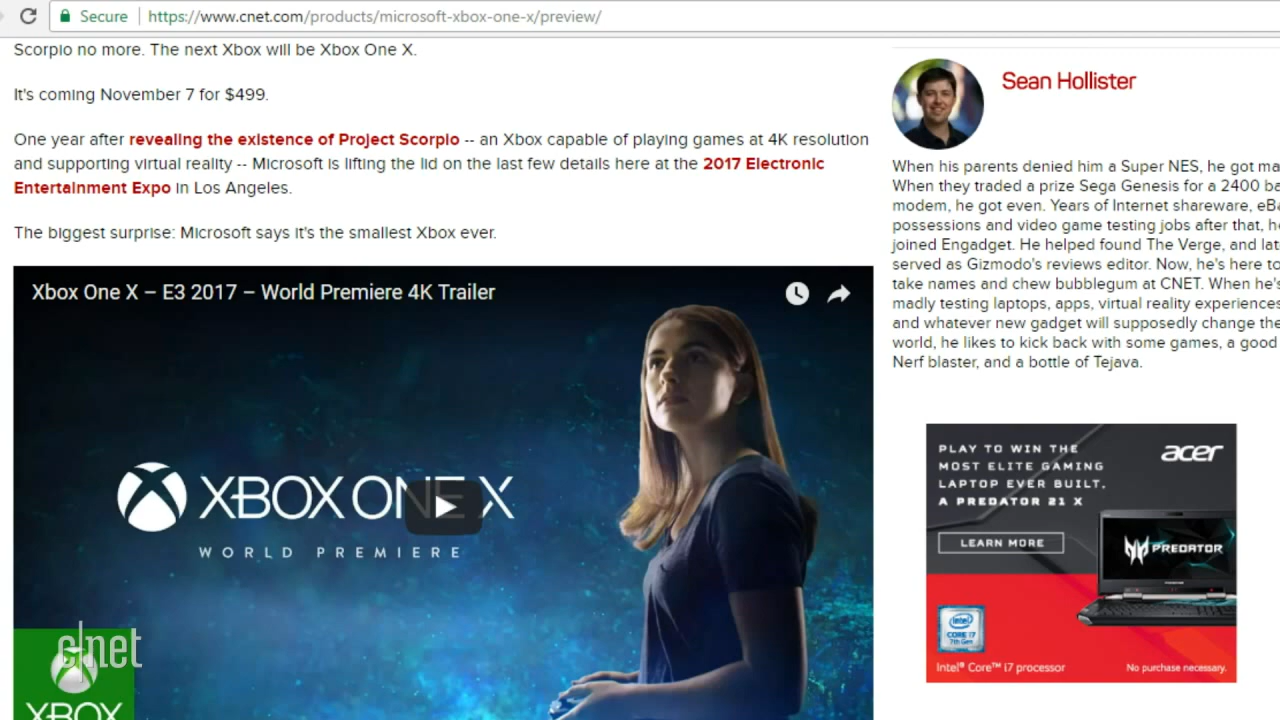 Secure
https://www.cnet.com/products/microsoft-xbox-one-x/preview/
Scorpio no more. The next Xbox will be Xbox One X.
It's coming November 7 for $499.
One year after revealing the existence of Project Scorpio -- an Xbox capable of playing games at 4K resolution
and supporting virtual reality -- Microsoft is lifting the lid on the last few details here at the 2017 Electronic
Entertainment Expo in Los Angeles.
The biggest surprise: Microsoft says it's the smallest Xbox ever.
Xbox One X – E3 2017 – World Premiere 4K Trailer
XBOX ONE X
WORLD PREMIERE
cnet
XBOX
Sean Hollister
When his parents denied him a Super NES, he got
When they traded a prize Sega Genesis for a 2400
modem, he got even. Years of Internet shareware,
possessions and video game testing jobs after that,
joined Engadget. He helped found The Verge, and
served as Gizmodo's reviews editor. Now, he's here to
take names and chew bubblegum at CNET. When he's
madly testing laptops, apps, virtual reality experiences
and whatever new gadget will supposedly change the
world, he likes to kick back with some games, a good
Nerf blaster, and a bottle of Tejava.
PLAY TO WIN THE
MOST ELITE GAMING
LAPTOP EVER BUILT,
A PREDATOR 21 X
acer
LEARN MORE
PREDATOR
intel
CORE i7
7th Gen
Intel® Core™ i7 processor
No purchase necessary.